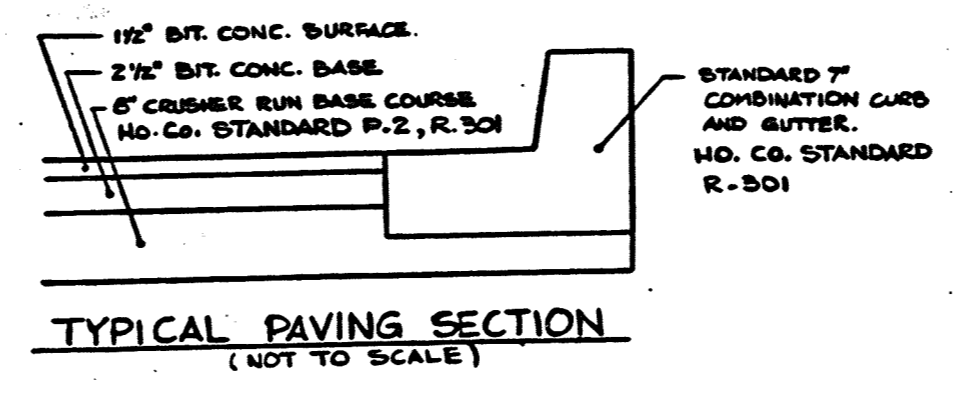 1½" BIT. CONC. SURFACE.
2½" BIT. CONC. BASE
6" CRUSHER RUN BASE COURSE
HO. CO. STANDARD P.2, R.301
STANDARD 7"
COMBINATION CURB
AND GUTTER.
HO. CO. STANDARD
R-301
TYPICAL PAVING SECTION
(NOT TO SCALE)